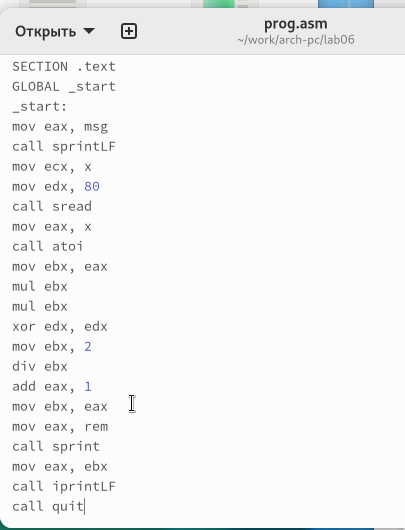 Открыть
prog.asm
~/work/arch-pc/lab06
SECTION .text
GLOBAL _start
_start:
mov eax, msg
call sprintLF
mov ecx, x
mov edx, 80
call sread
mov eax, x
call atoi
mov ebx, eax
mul ebx
mul ebx
xor edx, edx
mov ebx, 2
div ebx
add eax, 1
mov ebx, eax
mov eax, rem
call sprint
mov eax, ebx
call iprintLF
call quit